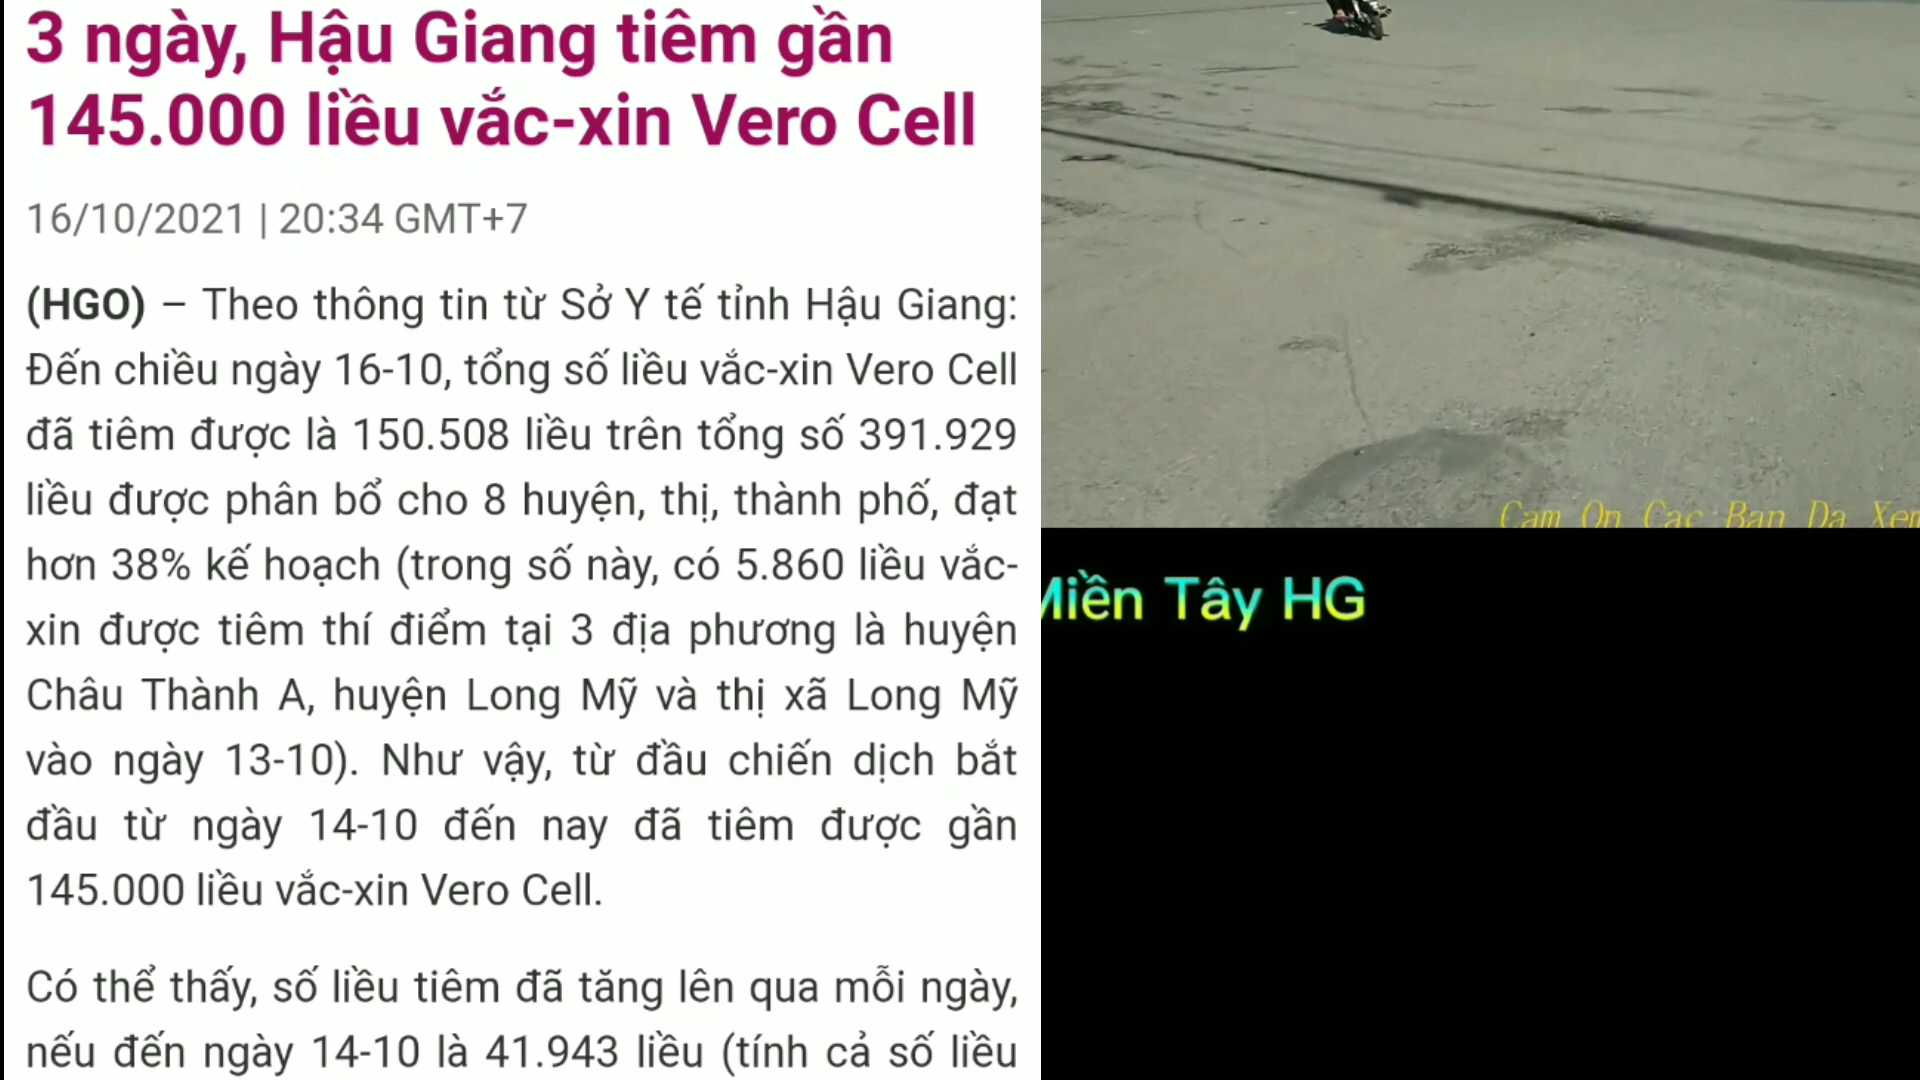 3 ngày, Hậu Giang tiêm gần
145.000 liều vắc-xin Vero Cell
16/10/2021 | 20:34 GMT+7
(HGO) – Theo thông tin từ Sở Y tế tỉnh Hậu Giang:
Đến chiều ngày 16-10, tổng số liều vắc-xin Vero Cell
đã tiêm được là 150.508 liều trên tổng số 391.929
liều được phân bổ cho 8 huyện, thị, thành phố, đạt
hơn 38% kế hoạch (trong số này, có 5.860 liều vắc-
xin được tiêm thí điểm tại 3 địa phương là huyện
Châu Thành A, huyện Long Mỹ và thị xã Long Mỹ
vào ngày 13-10). Như vậy, từ đầu chiến dịch bắt
đầu từ ngày 14-10 đến nay đã tiêm được gần
145.000 liều vắc-xin Vero Cell.
Có thể thấy, số liều tiêm đã tăng lên qua mỗi ngày,
nếu đến ngày 14-10 là 41.943 liều (tính cả số liều
Cam On Cac Ban Da Xem
Miền Tây HG